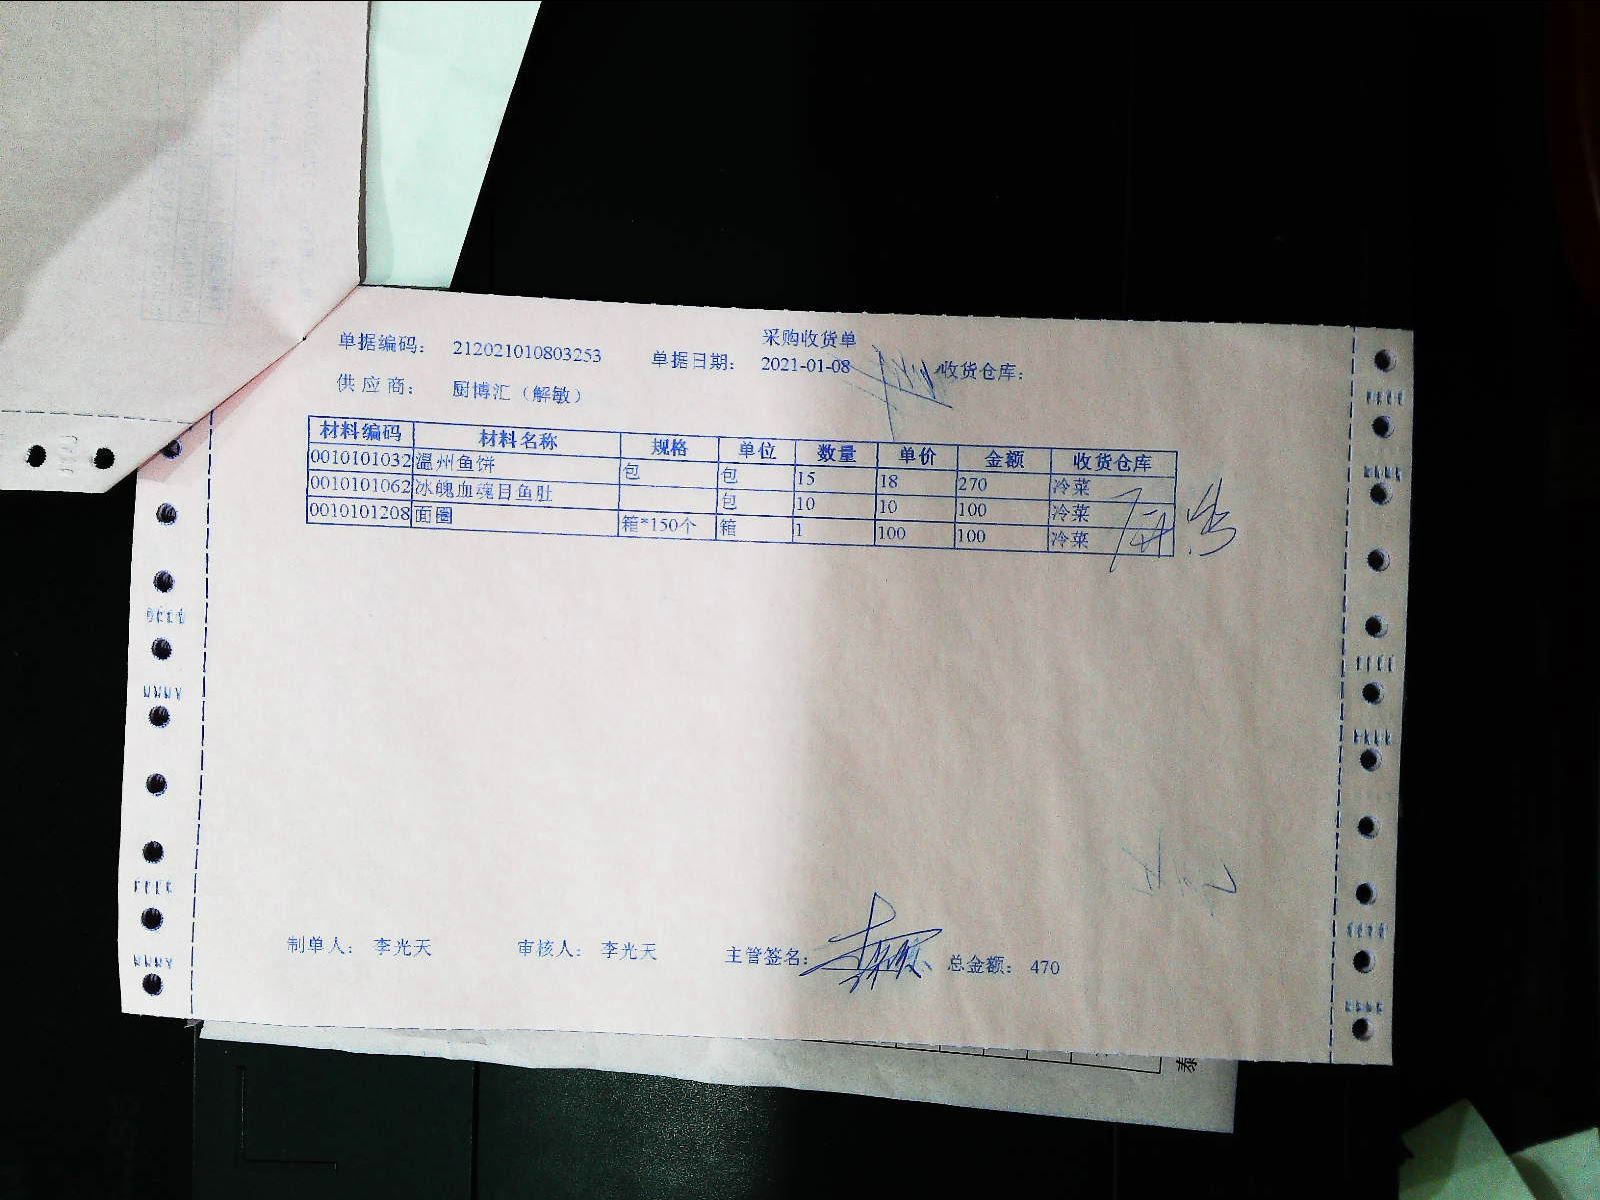 采购收货单
单据编码： 212021010803253 单据日期： 2021-01-08 收货仓库：
供应商： 厨博汇（解敏）
材料编码 材料名称 规格 单位 数量 单价 金额 收货仓库
0010101032 温州鱼饼 包 包 15 18 270 冷菜
0010101062 冰魄血魂目鱼肚 包 10 10 100 冷菜
0010101208 面圈 箱*150个 箱 1 100 100 冷菜
制单人： 李光天 审核人： 李光天 主管签名： 总金额： 470